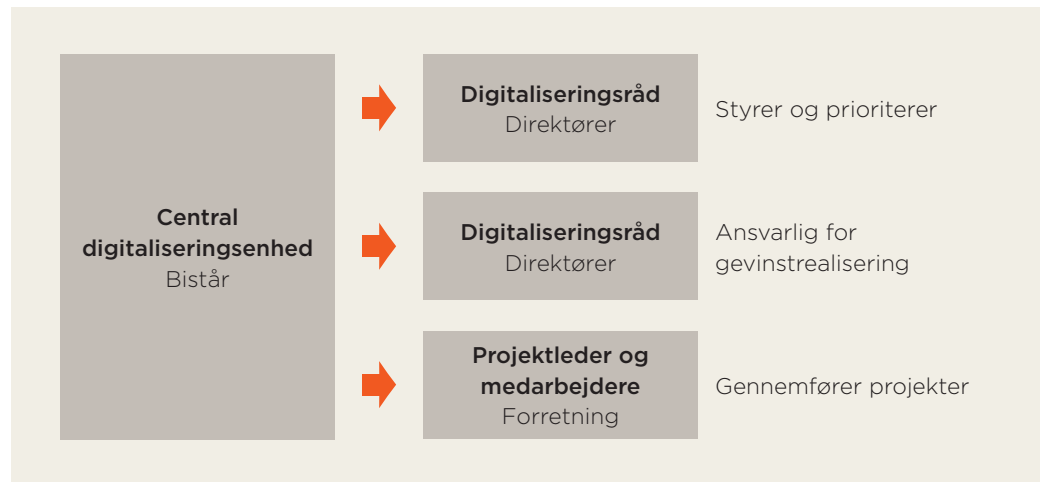 Central
digitaliseringsenhed
Bistår
Digitaliseringsråd
Direktører
Styrer og prioriterer
Digitaliseringsråd
Direktører
Ansvarlig for
gevinstrealisering
Projektleder og
medarbejdere
Forretning
Gennemfører projekter